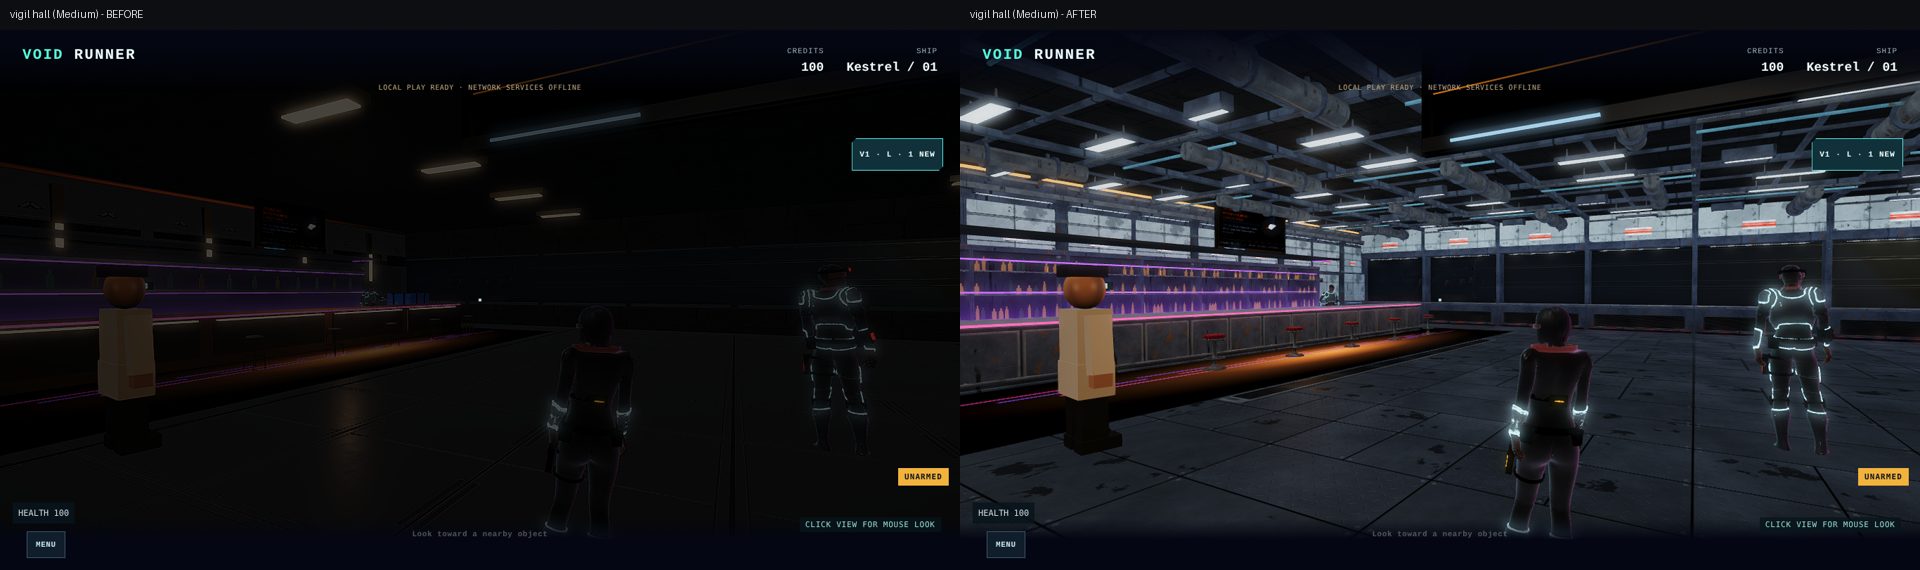 vigil hall (Medium) - BEFORE
VOID RUNNER
CREDITS
100
SHIP
Kestrel / 01
LOCAL PLAY READY · NETWORK SERVICES OFFLINE
V1 · L · 1 NEW
UNARMED
HEALTH 100
CLICK VIEW FOR MOUSE LOOK
Look toward a nearby object
MENU
vigil hall (Medium) - AFTER
VOID RUNNER
CREDITS
100
SHIP
Kestrel / 01
LOCAL PLAY READY · NETWORK SERVICES OFFLINE
V1 · L · 1 NEW
UNARMED
HEALTH 100
CLICK VIEW FOR MOUSE LOOK
Look toward a nearby object
MENU